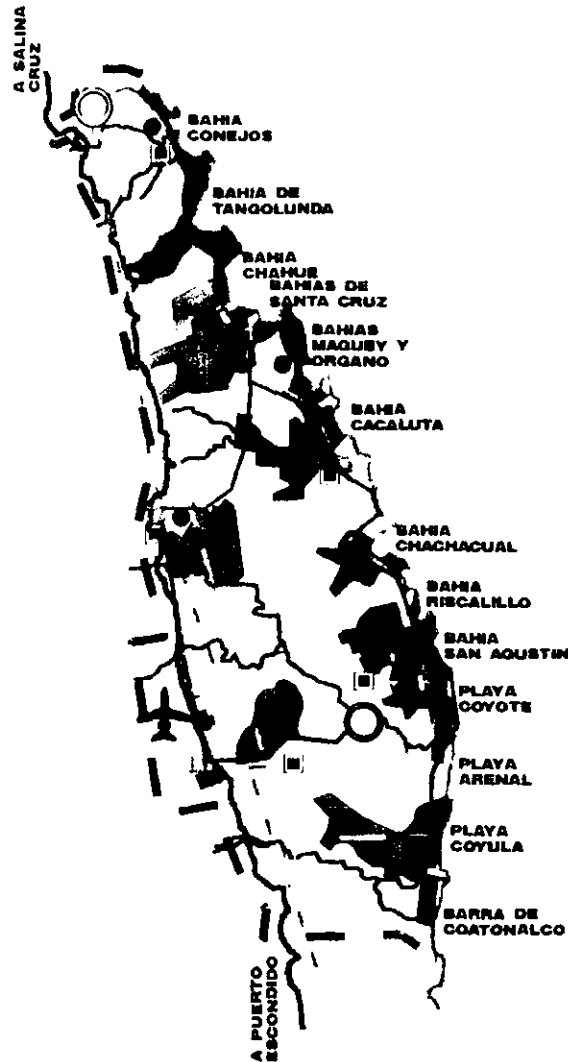 A SALINA
CRUZ
BAHIA
CONEJOS
BAHIA DE
TANGOLUNDA
BAHIA
CHAHUE
BAHIAS DE
SANTA CRUZ
BAHIAS
MAGUEY Y
ORGANO
BAHIA
CACALUTA
BAHIA
CHACHACUAL
BAHIA
RISCALILLO
BAHIA
SAN AGUSTIN
PLAYA
COYOTE
PLAYA
ARENAL
PLAYA
COYULA
BARRA DE
COATONALCO
A PUERTO
ESCONDIDO